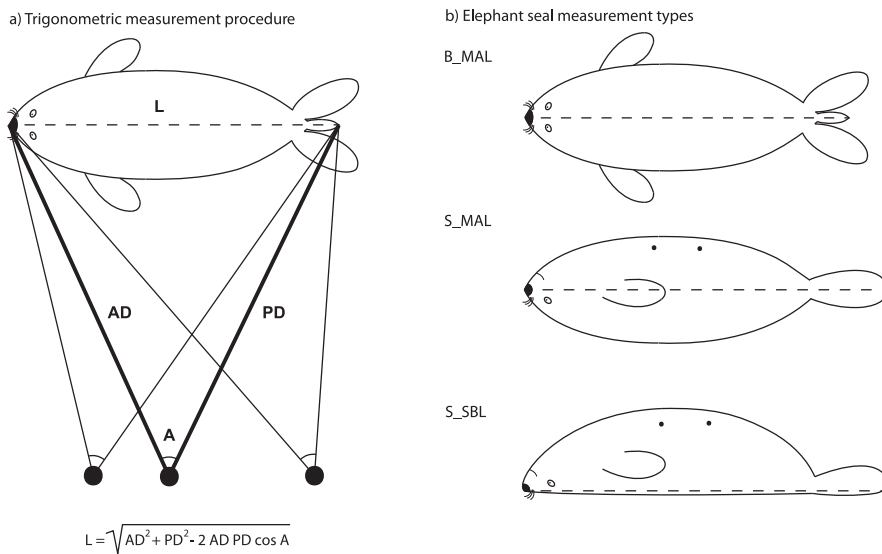 a) Trigonometric measurement procedure
L
AD
PD
A
L = √AD² + PD² - 2 AD PD cos A
b) Elephant seal measurement types
B_MAL
S_MAL
S_SBL